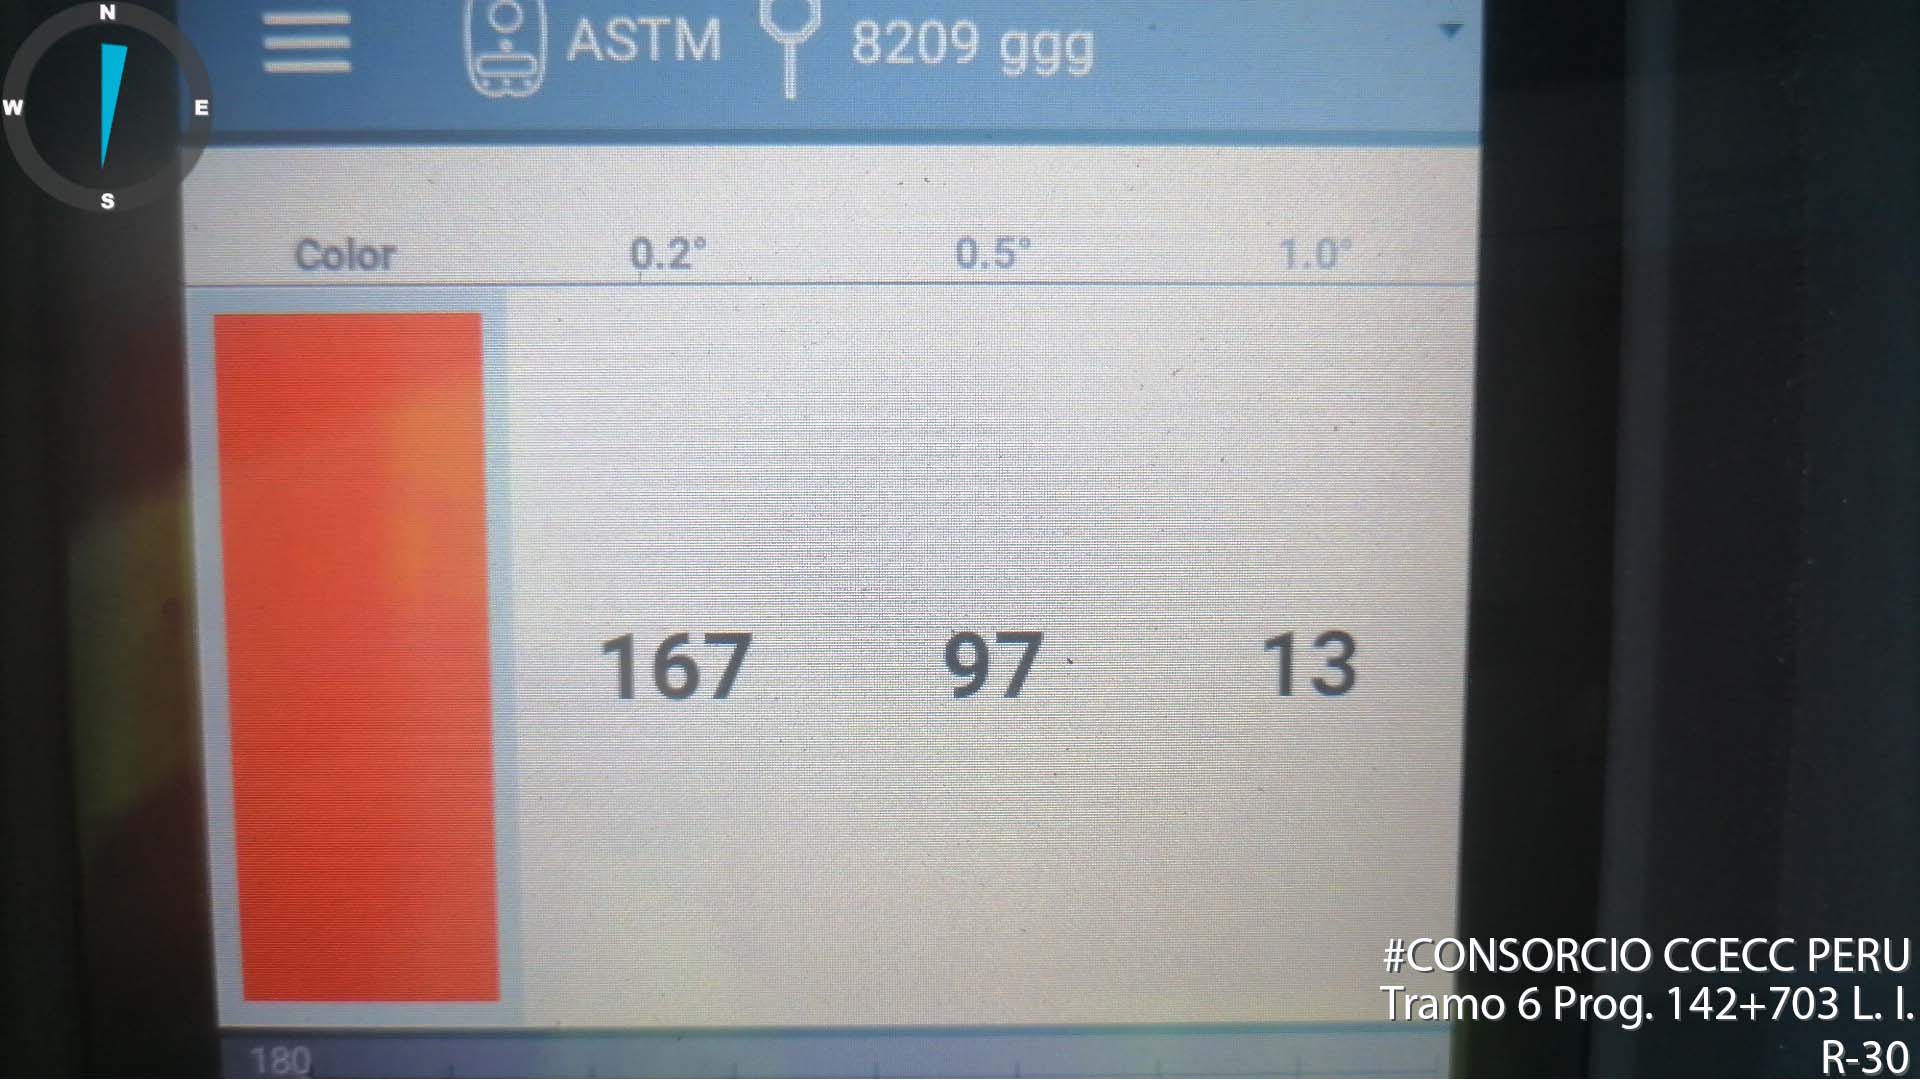 N
W E
S
ASTM 8209 ggg
Color 0.2° 0.5° 1.0°
167 97 13
180
#CONSORCIO CCECC PERU
Tramo 6 Prog. 142+703 L. I.
R-30